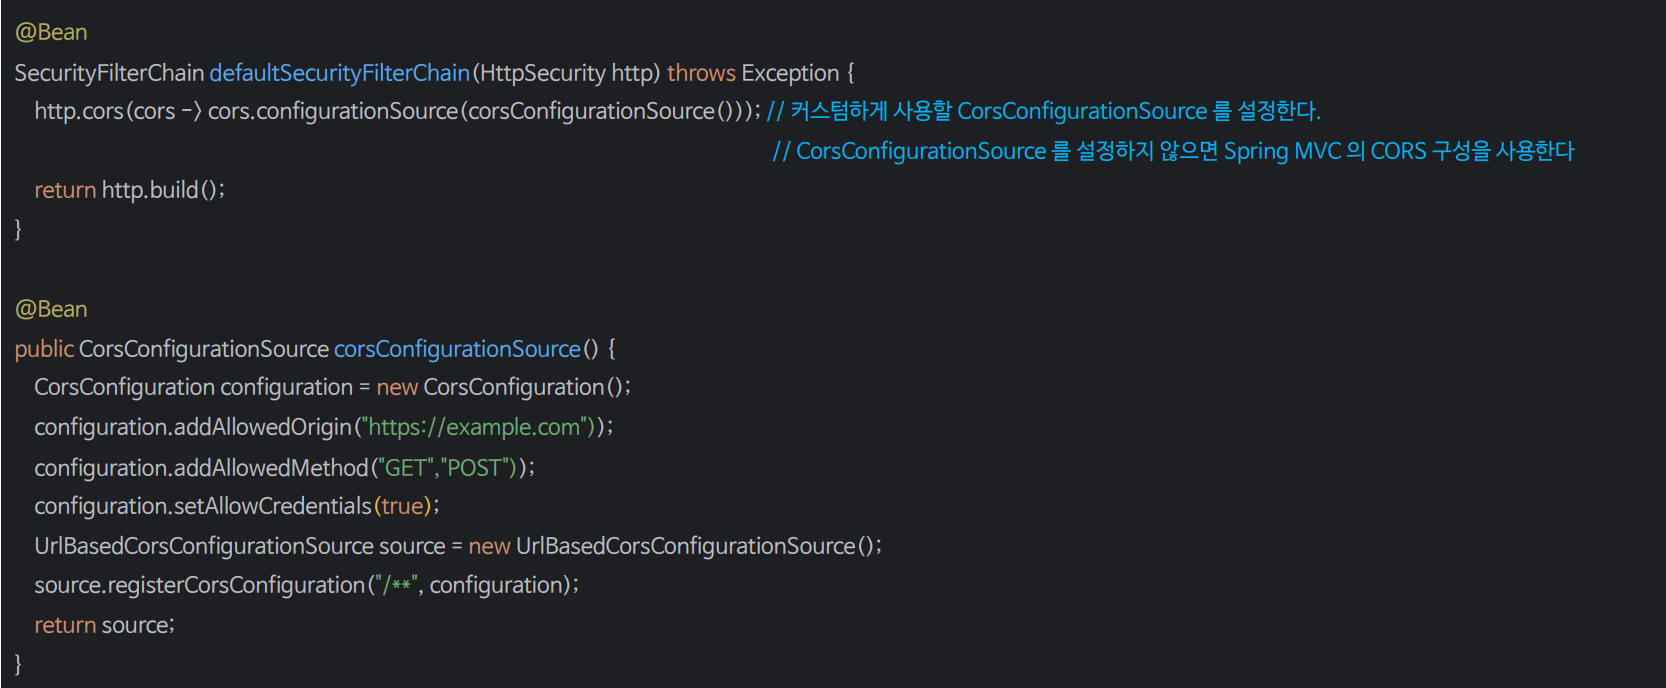 @Bean
SecurityFilterChain defaultSecurityFilterChain(HttpSecurity http) throws Exception {
http.cors(cors -> cors.configurationSource(corsConfigurationSource())); // 커스텀하게 사용할 CorsConfigurationSource 를 설정한다.
// CorsConfigurationSource 를 설정하지 않으면 Spring MVC 의 CORS 구성을 사용한다
return http.build();
}
@Bean
public CorsConfigurationSource corsConfigurationSource() {
CorsConfiguration configuration = new CorsConfiguration();
configuration.addAllowedOrigin("https://example.com"));
configuration.addAllowedMethod("GET","POST"));
configuration.setAllowCredentials(true);
UrlBasedCorsConfigurationSource source = new UrlBasedCorsConfigurationSource();
source.registerCorsConfiguration("/**", configuration);
return source;
}